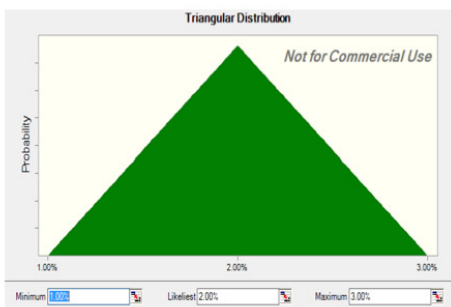 Triangular Distribution
Not for Commercial Use
Probability
1.00% 2.00% 3.00%
Minimum 1.00% Likeliest 2.00% Maximum 3.00%